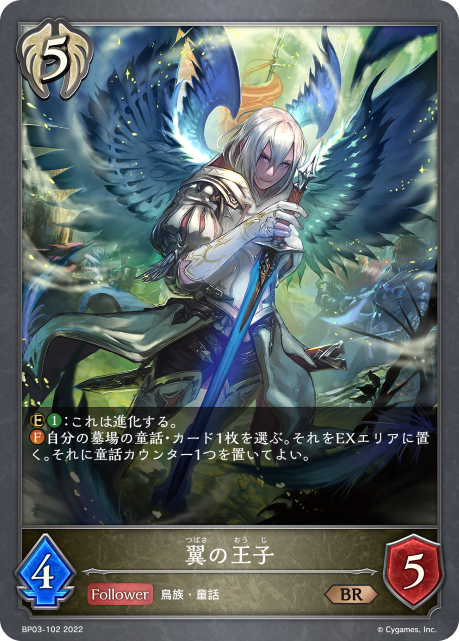 5
E 1:これは進化する。
F 自分の墓場の童話・カード1枚を選ぶ。それをEXエリアに置
く。それに童話カウンター1つを置いてよい。
つばさ おうじ
翼の王子
4
Follower 鳥族・童話
BR
5
BP03-102 2022
© Cygames, Inc.